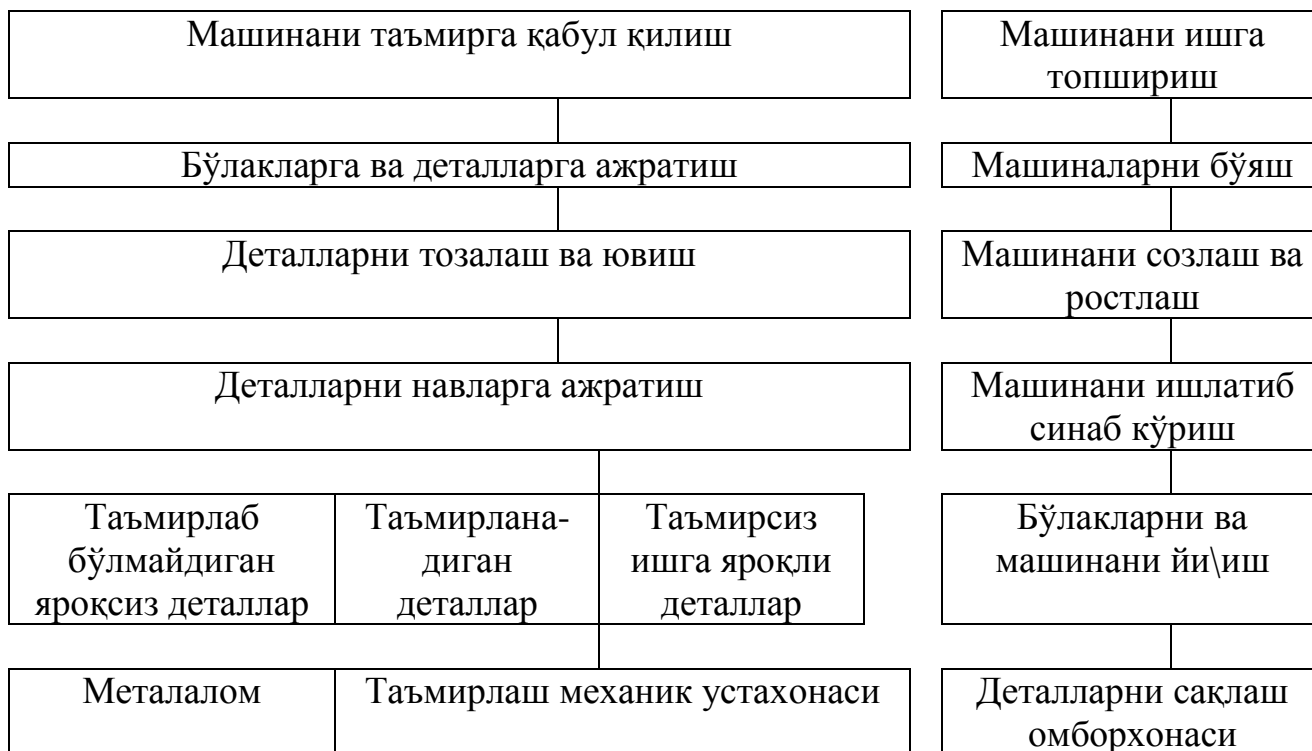 Машинани таъмирга қабул қилиш
Бўлакларга ва деталларга ажратиш
Деталларни тозалаш ва ювиш
Деталларни навларга ажратиш
Таъмирлаб
бўлмайдиган
яроқсиз деталлар
Таъмирлана-
диган
деталлар
Таъмирсиз
ишга яроқли
деталлар
Металалом
Таъмирлаш механик устахонаси
Машинани ишга
топшириш
Машиналарни бўяш
Машинани созлаш ва
ростлаш
Машинани ишлатиб
синаб кўриш
Бўлакларни ва
машинани йи\иш
Деталларни сақлаш
омборхонаси